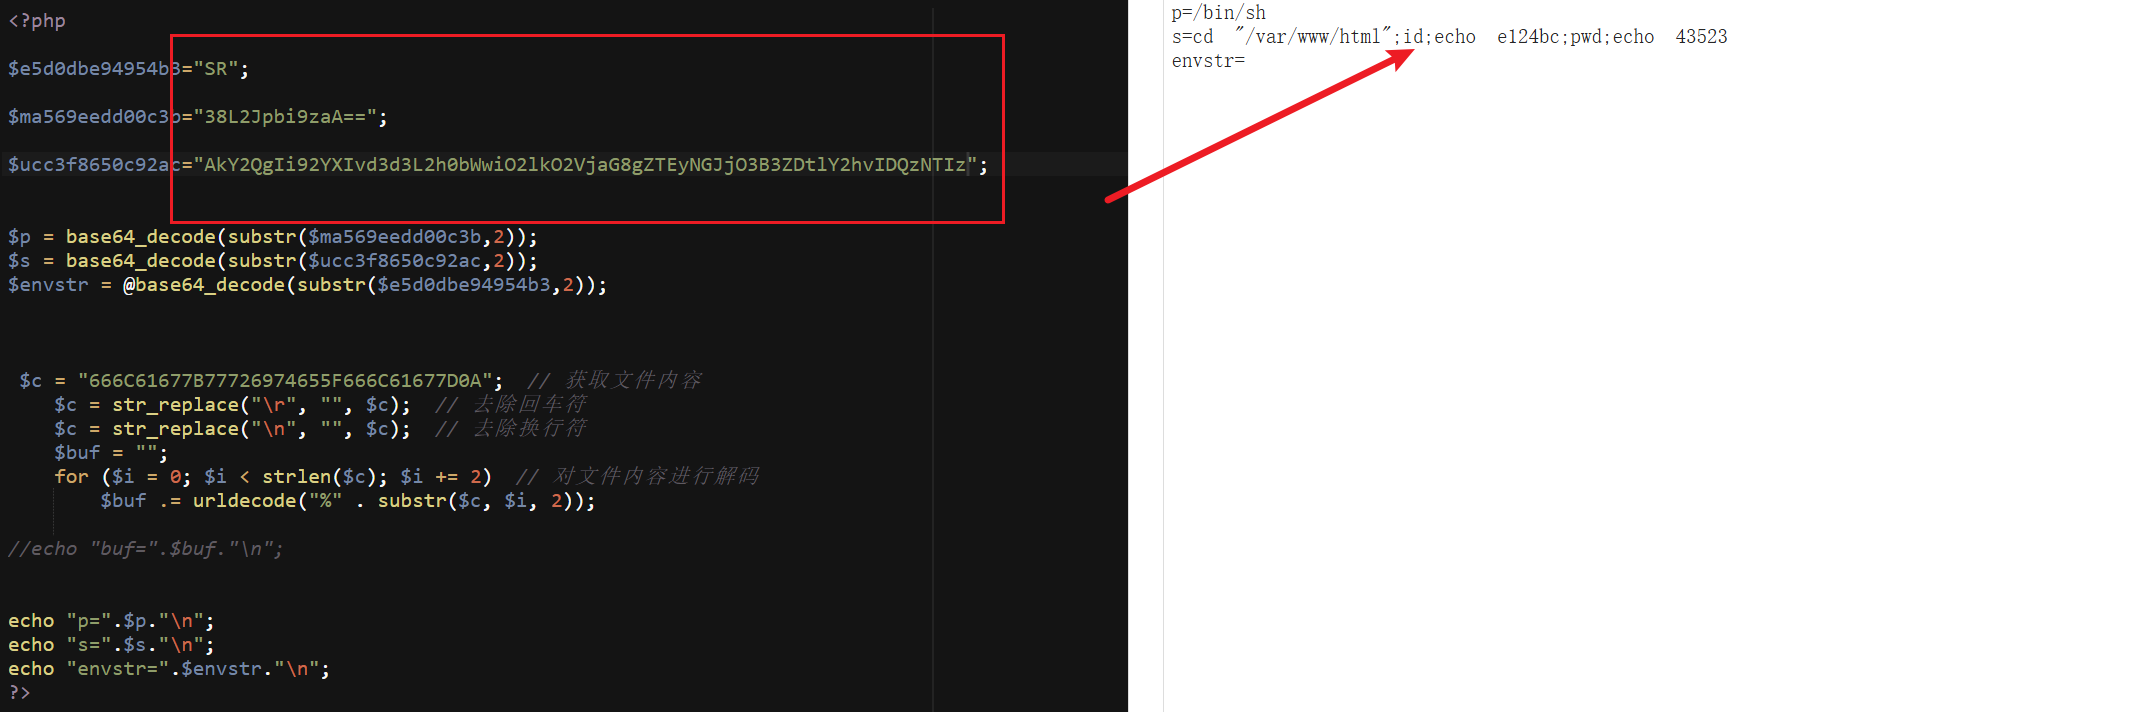 <?php
$e5d0dbe94954b3="SR";
$ma569eedd00c3b="38L2Jpbi9zaA==";
$ucc3f8650c92ac="AkY2QgIi92YXIvd3d3L2h0bWwiO2lkO2VjaG8gZTEyNGJjO3B3ZDtlY2hvIDQzNTIz";
$p = base64_decode(substr($ma569eedd00c3b,2));
$s = base64_decode(substr($ucc3f8650c92ac,2));
$envstr = @base64_decode(substr($e5d0dbe94954b3,2));
$c = "666C61677B77726974655F666C61677D0A"; // 获取文件内容
$c = str_replace("\r", "", $c); // 去除回车符
$c = str_replace("\n", "", $c); // 去除换行符
$buf = "";
for ($i = 0; $i < strlen($c); $i += 2) // 对文件内容进行解码
$buf .= urldecode("%" . substr($c, $i, 2));
//echo "buf=".$buf."\n";
echo "p=".$p."\n";
echo "s=".$s."\n";
echo "envstr=".$envstr."\n";
?>
p=/bin/sh
s=cd "/var/www/html";id;echo e124bc;pwd;echo 43523
envstr=